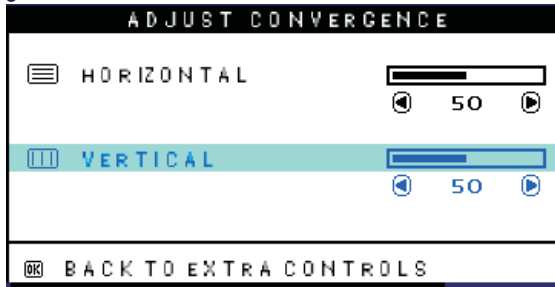 ADJUST CONVERGENCE
HORIZONTAL
50
VERTICAL
50
OK BACK TO EXTRA CONTROLS